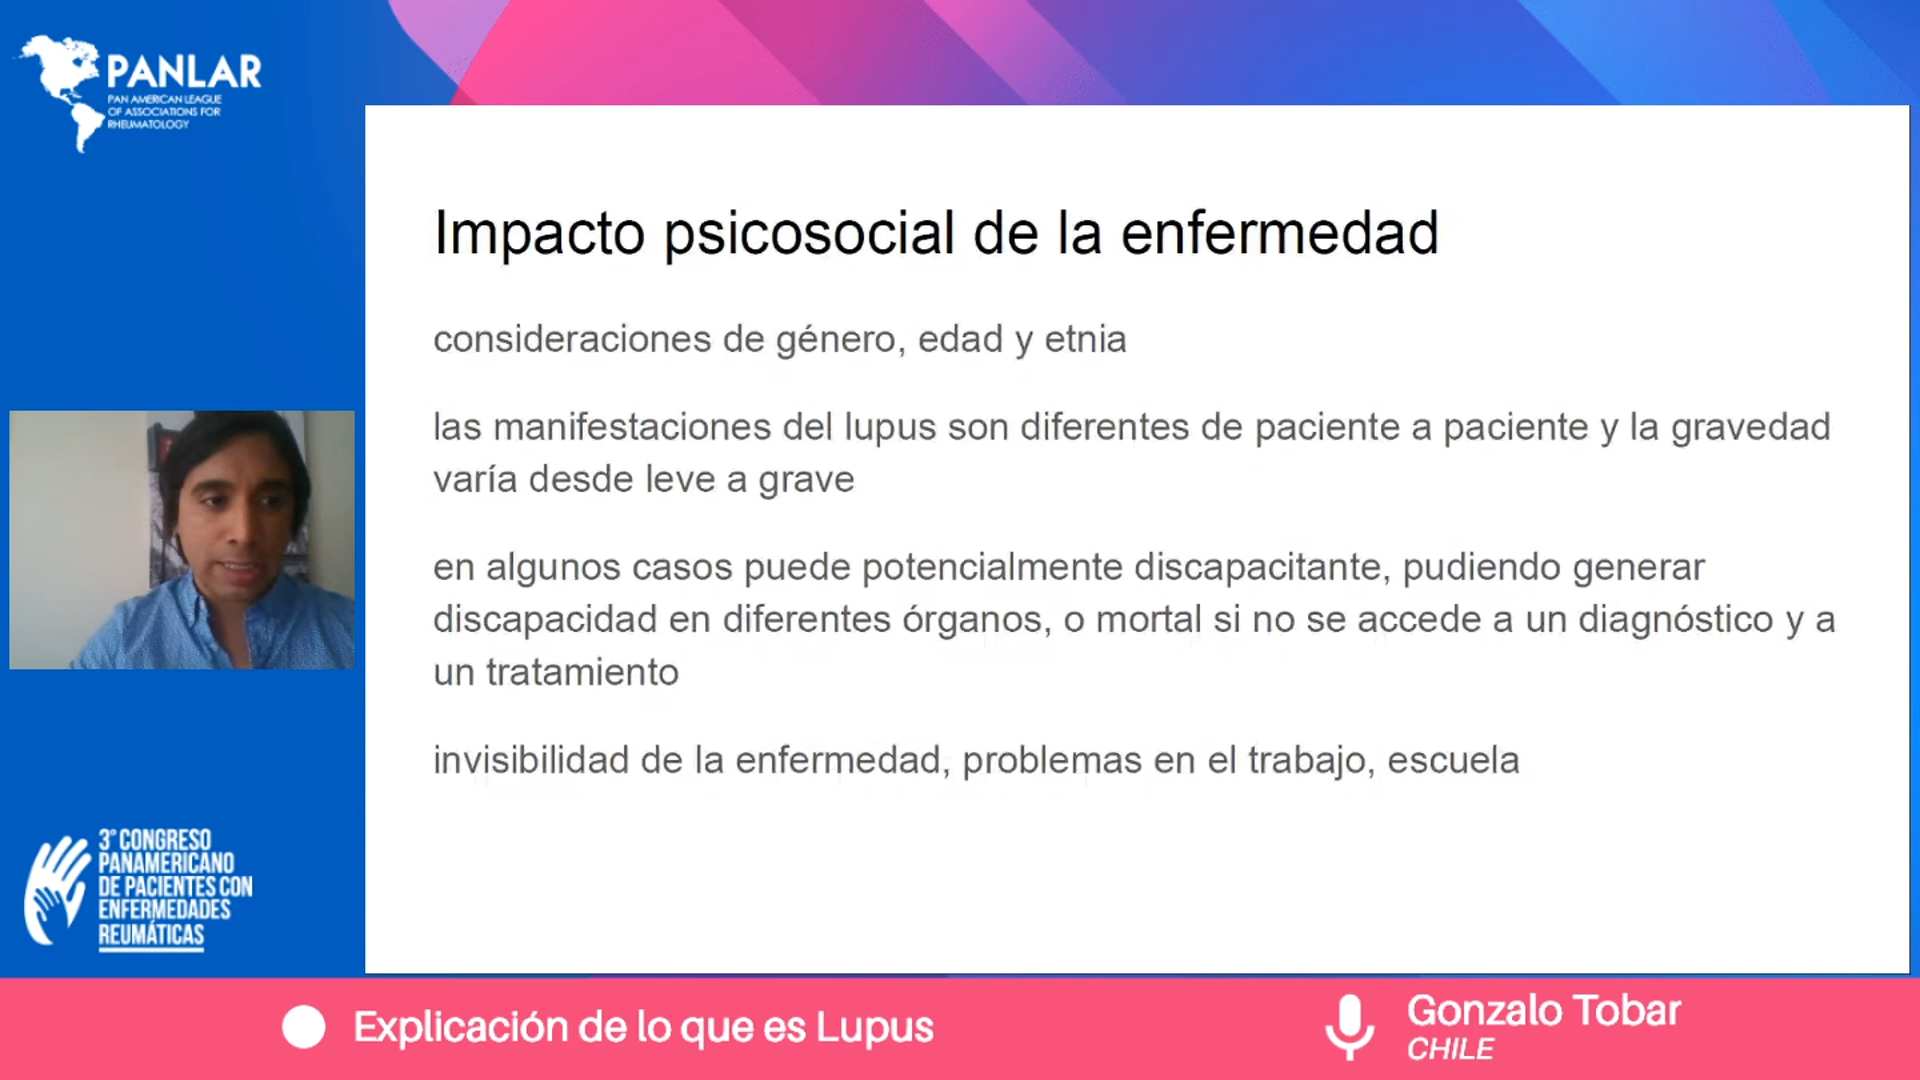 PANLAR
PAN AMERICAN LEAGUE
OF ASSOCIATIONS FOR
RHEUMATOLOGY
Impacto psicosocial de la enfermedad
consideraciones de género, edad y etnia
las manifestaciones del lupus son diferentes de paciente a paciente y la gravedad
varía desde leve a grave
en algunos casos puede potencialmente discapacitante, pudiendo generar
discapacidad en diferentes órganos, o mortal si no se accede a un diagnóstico y a
un tratamiento
invisibilidad de la enfermedad, problemas en el trabajo, escuela
3° CONGRESO
PANAMERICANO
DE PACIENTES CON
ENFERMEDADES
REUMÁTICAS
Explicación de lo que es Lupus
Gonzalo Tobar
CHILE